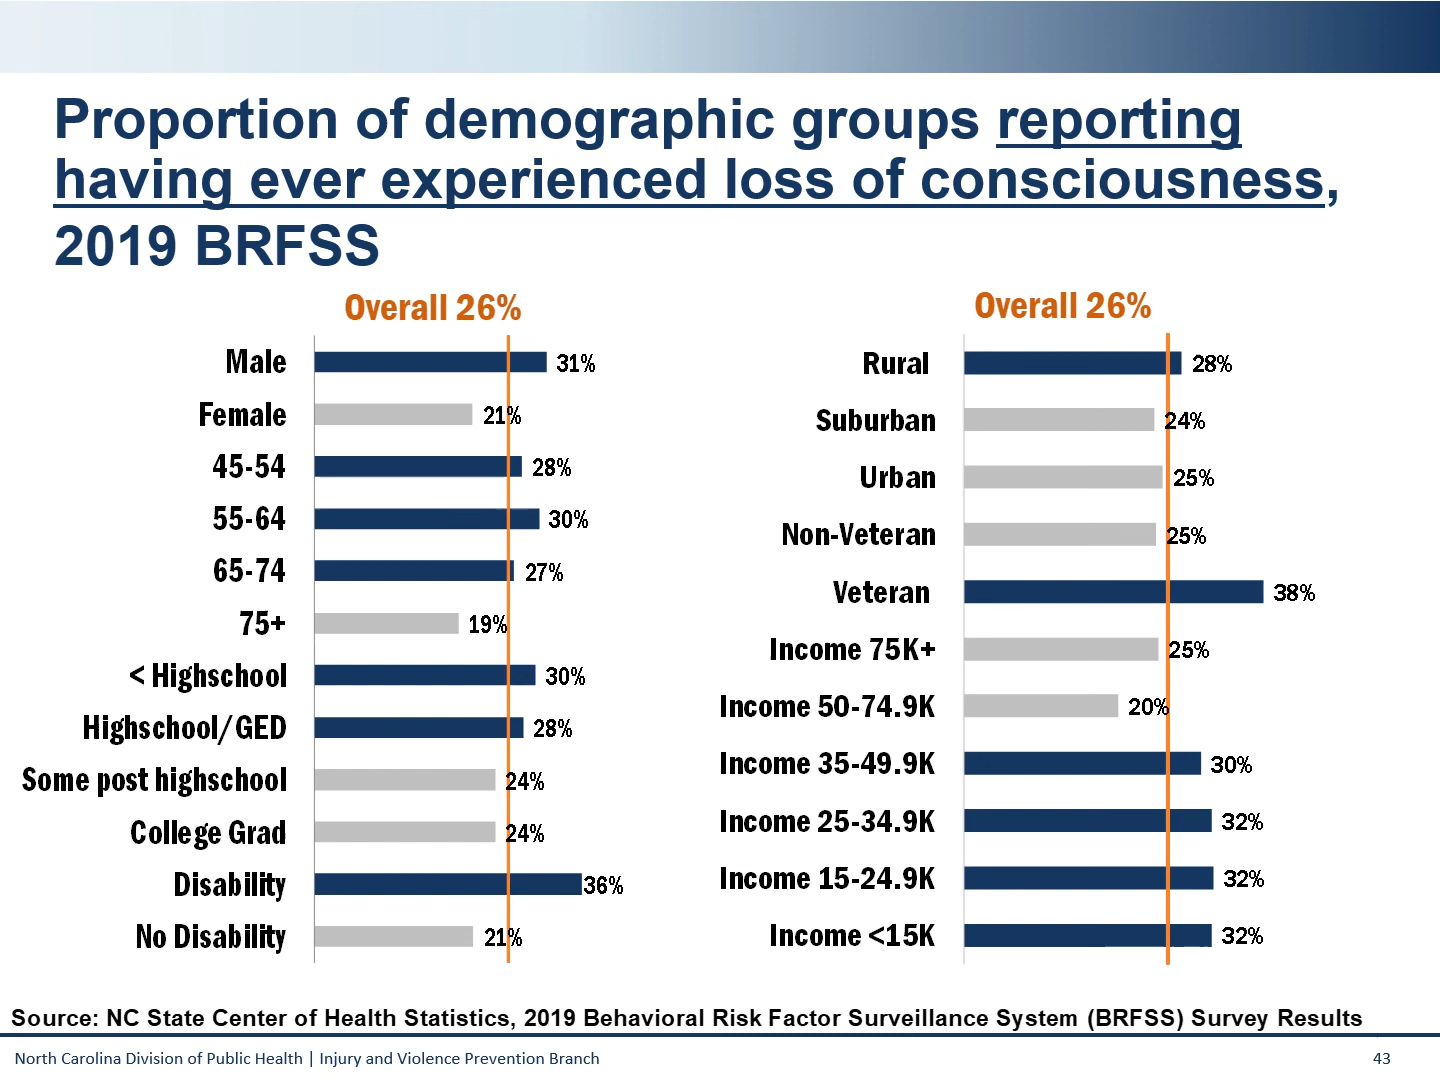 Proportion of demographic groups reporting
having ever experienced loss of consciousness,
2019 BRFSS
Overall 26%
Male 31%
Female 21%
45-54 28%
55-64 30%
65-74 27%
75+ 19%
< Highschool 30%
Highschool/GED 28%
Some post highschool 24%
College Grad 24%
Disability 36%
No Disability 21%
Overall 26%
Rural 28%
Suburban 24%
Urban 25%
Non-Veteran 25%
Veteran 38%
Income 75K+ 25%
Income 50-74.9K 20%
Income 35-49.9K 30%
Income 25-34.9K 32%
Income 15-24.9K 32%
Income <15K 32%
Source: NC State Center of Health Statistics, 2019 Behavioral Risk Factor Surveillance System (BRFSS) Survey Results
North Carolina Division of Public Health | Injury and Violence Prevention Branch 43